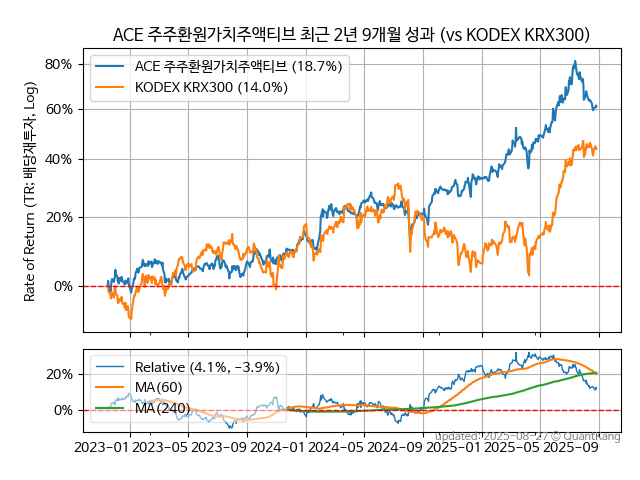 ACE 주주환원가치주액티브 최근 2년 9개월 성과 (vs KODEX KRX300)
Rate of Return (TR: 배당재투자, Log)
80%
60%
40%
20%
0%
ACE 주주환원가치주액티브 (18.7%)
KODEX KRX300 (14.0%)
20%
0%
Relative (4.1%, −3.9%)
MA(60)
MA(240)
2023−01 2023−05 2023−09 2024−01 2024−05 2024−09 2025−01 2025−05 2025−09
updated: 2025−08−27 © QuantKang